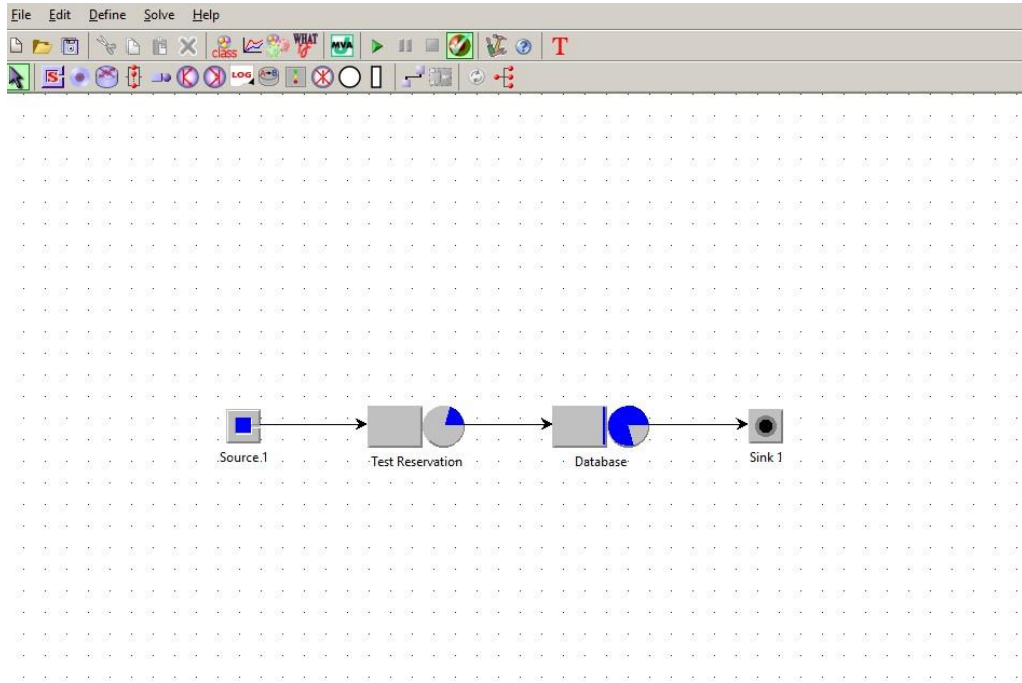 File Edit Define Solve Help
class WHAT If MVA T
S LOG A→B
Source 1 Test Reservation Database Sink 1